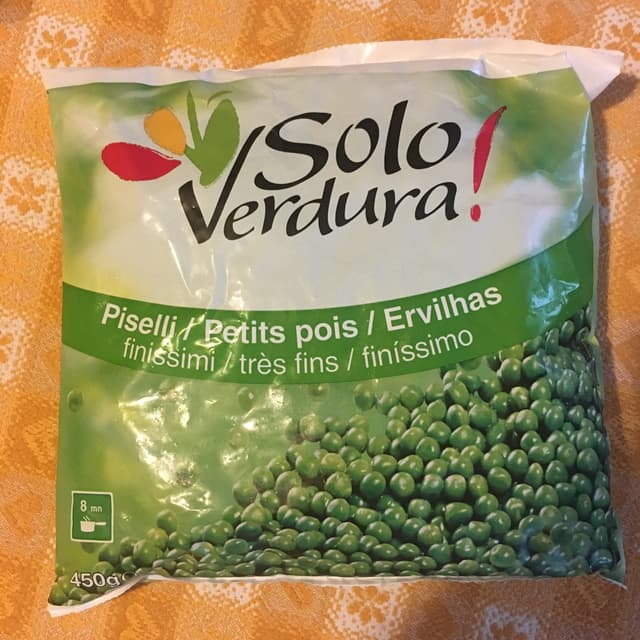 Solo
Verdura!
Piselli / Petits pois / Ervilhas
finissimi / très fins / finíssimo
8 mn
450g